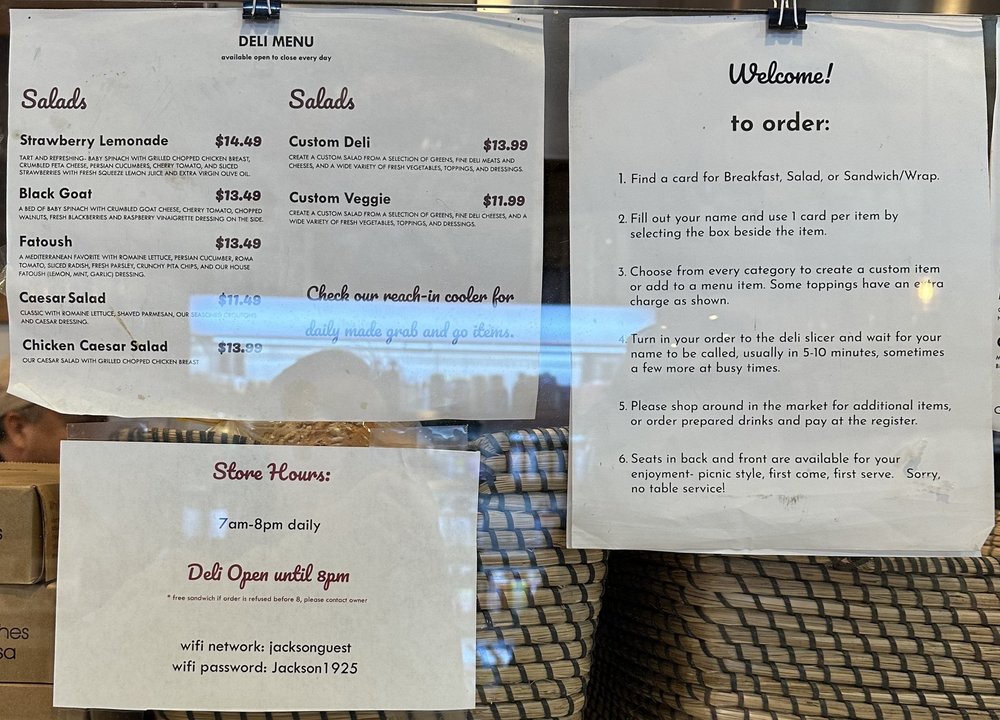 DELI MENU
available open to close every day
Salads
Strawberry Lemonade $14.49
TART AND REFRESHING- BABY SPINACH WITH GRILLED CHOPPED CHICKEN BREAST,
CRUMBLED FETA CHEESE, PERSIAN CUCUMBERS, CHERRY TOMATO, AND SLICED
STRAWBERRIES WITH FRESH SQUEEZE LEMON JUICE AND EXTRA VIRGIN OLIVE OIL.
Black Goat $13.49
A BED OF BABY SPINACH WITH CRUMBLED GOAT CHEESE, CHERRY TOMATO, CHOPPED
WALNUTS, FRESH BLACKBERRIES AND RASPBERRY VINAIGRETTE DRESSING ON THE SIDE.
Fatoush $13.49
A MEDITERRANEAN FAVORITE WITH ROMAINE LETTUCE, PERSIAN CUCUMBER, ROMA
TOMATO, SLICED RADISH, FRESH PARSLEY, CRUNCHY PITA CHIPS, AND OUR HOUSE
FATOUSH (LEMON, MINT, GARLIC) DRESSING.
Caesar Salad $11.49
CLASSIC WITH ROMAINE LETTUCE, SHAVED PARMESAN, OUR SEASONED CROUTONS
AND CAESAR DRESSING.
Chicken Caesar Salad $13.99
OUR CAESAR SALAD WITH GRILLED CHOPPED CHICKEN BREAST
Salads
Custom Deli $13.99
CREATE A CUSTOM SALAD FROM A SELECTION OF GREENS, FINE DELI MEATS AND
CHEESES, AND A WIDE VARIETY OF FRESH VEGETABLES, TOPPINGS, AND DRESSINGS.
Custom Veggie $11.99
CREATE A CUSTOM SALAD FROM A SELECTION OF GREENS, FINE DELI CHEESES, AND A
WIDE VARIETY OF FRESH VEGETABLES, TOPPINGS, AND DRESSINGS.
Check our reach-in cooler for
daily made grab and go items.
Welcome!
to order:
1. Find a card for Breakfast, Salad, or Sandwich/Wrap.
2. Fill out your name and use 1 card per item by
selecting the box beside the item.
3. Choose from every category to create a custom item
or add to a menu item. Some toppings have an extra
charge as shown.
4. Turn in your order to the deli slicer and wait for your
name to be called, usually in 5-10 minutes, sometimes
a few more at busy times.
5. Please shop around in the market for additional items,
or order prepared drinks and pay at the register.
6. Seats in back and front are available for your
enjoyment- picnic style, first come, first serve. Sorry,
no table service!
Store Hours:
7am-8pm daily
Deli Open until 8pm
* free sandwich if order is refused before 8, please contact owner
wifi network: jacksonguest
wifi password: Jackson1925